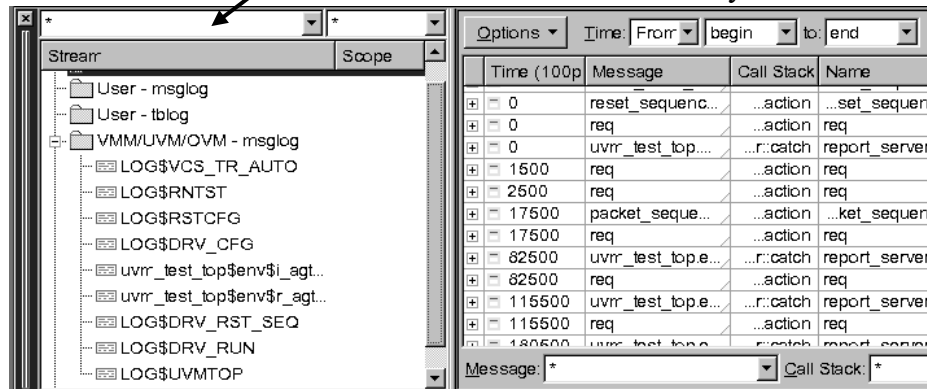 * *
Stream Scope
User - msglog
User - tblog
VMM/UVM/OVM - msglog
LOG$VCS_TR_AUTO
LOG$RNTST
LOG$RSTCFG
LOG$DRV_CFG
uvm_test_top$env$i_agt...
uvm_test_top$env$r_agt...
LOG$DRV_RST_SEQ
LOG$DRV_RUN
LOG$UVMTOP
Options Time: From begin to: end
Time (100p Message Call Stack Name
0 reset_sequenc... ...action ...set_sequen
0 req ...action req
0 uvm_test_top.... ...r::catch report_server
1500 req ...action req
2500 req ...action req
17500 packet_seque... ...action ...ket_sequen
17500 req ...action req
82500 uvm_test_top.e... ...r::catch report_server
82500 req ...action req
115500 uvm_test_top.e... ...r::catch report_server
115500 req ...action req
Message: * Call Stack: *